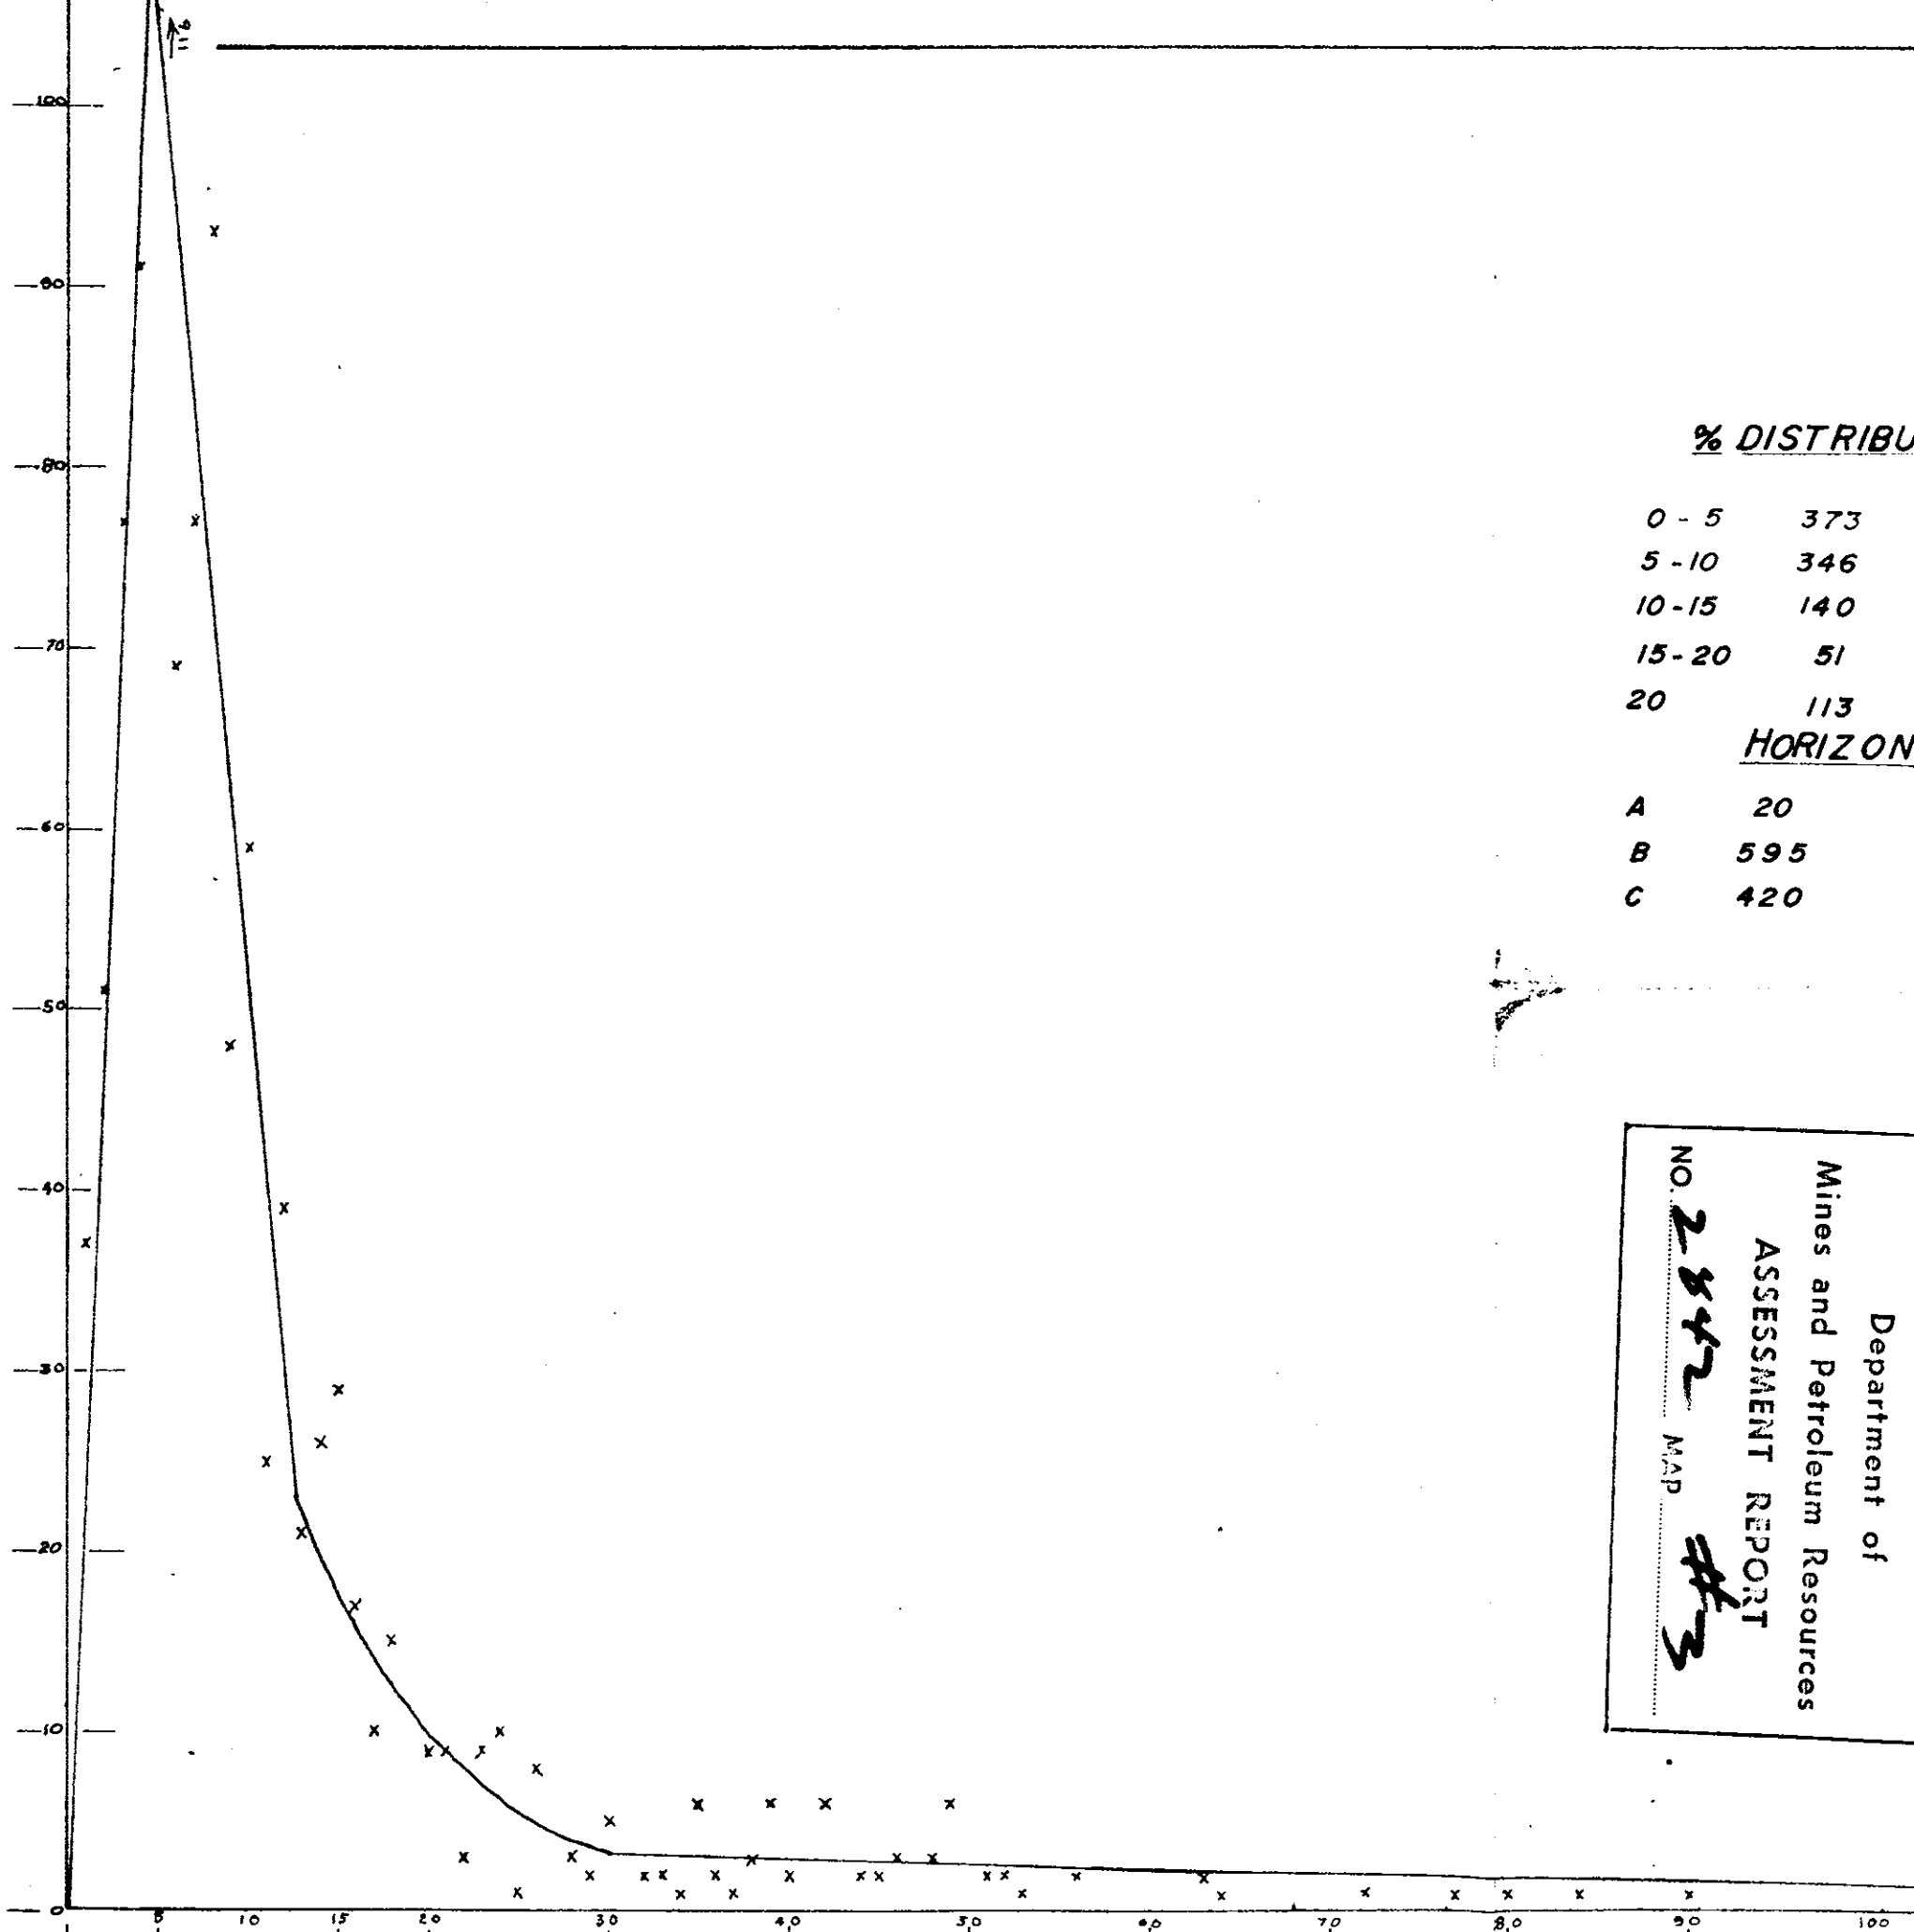 116
100
90
80
70
60
50
40
30
20
10
0
5 10 15 20 30 40 50 60 70 80 90 100
% DISTRIBU
0 - 5 373
5 - 10 346
10 - 15 140
15 - 20 51
20 113
HORIZON
A 20
B 595
C 420
Department of
Mines and Petroleum Resources
ASSESSMENT REPORT
NO. 2842 MAP #3